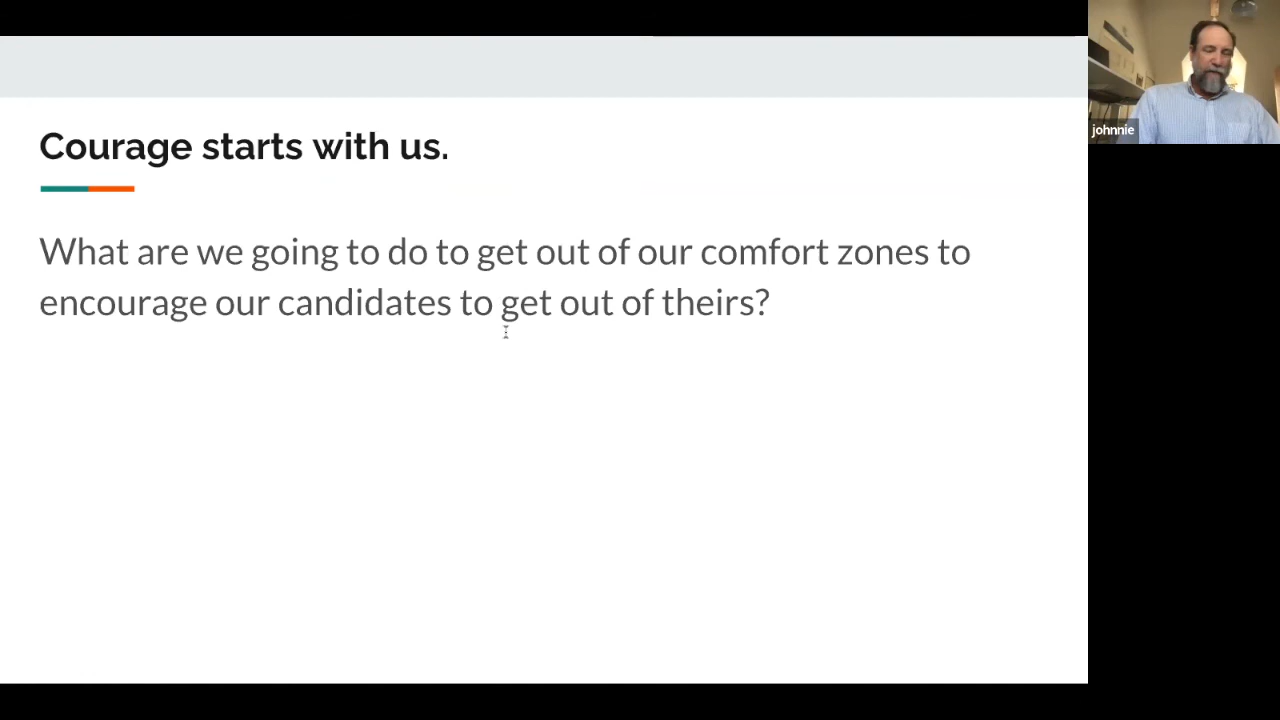 Courage starts with us.
What are we going to do to get out of our comfort zones to
encourage our candidates to get out of theirs?
johnnie